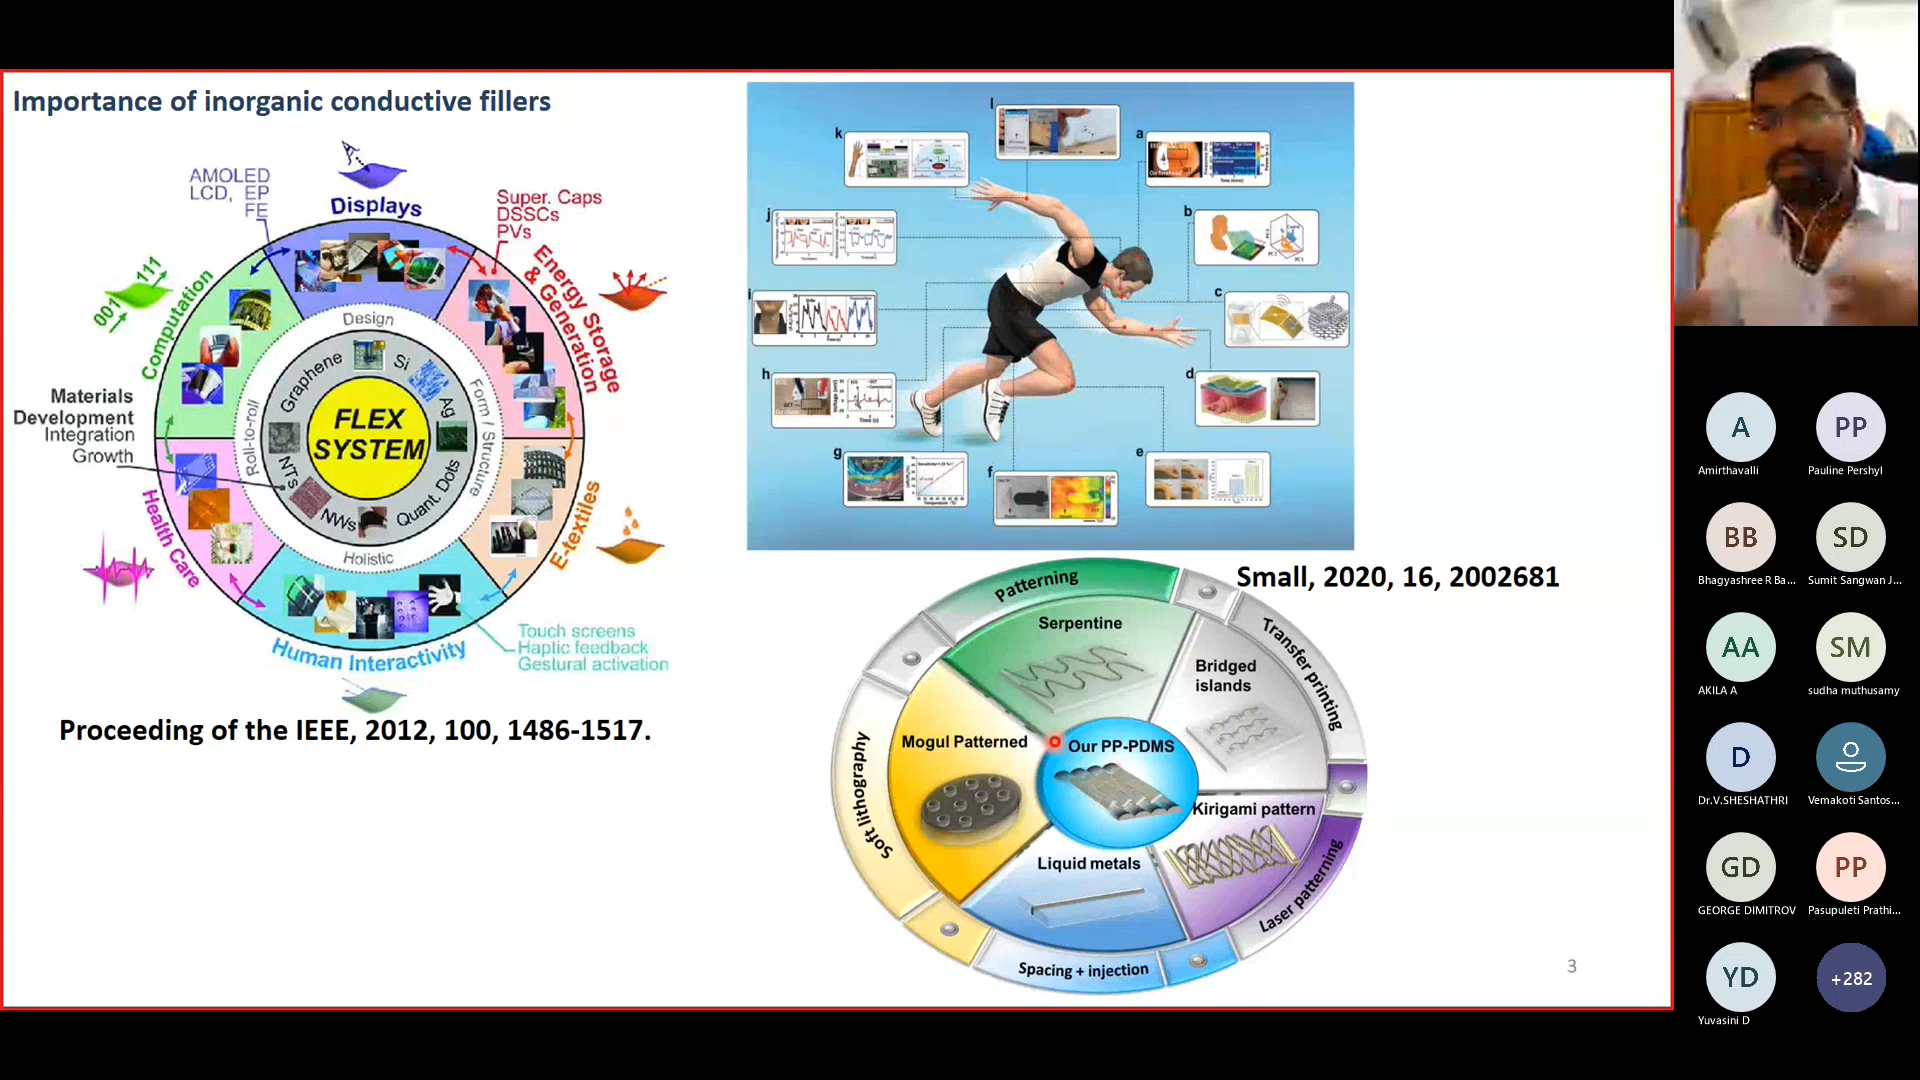 Importance of inorganic conductive fillers
AMOLED
LCD, EP
FE
Displays
Super. Caps
DSSCs
PVs
Energy Storage
& Generation
001
111
Computation
Materials
Development
Integration
Growth
Design
Form / Structure
Holistic
Roll-to-roll
Graphene
Si
Ag
Quant. Dots
NWs
NTs
FLEX
SYSTEM
Health Care
E-textiles
Human Interactivity
Touch screens
Haptic feedback
Gestural activation
Proceeding of the IEEE, 2012, 100, 1486-1517.
l
k
a
j
b
i
c
h
d
g
f
e
Small, 2020, 16, 2002681
Patterning
Transfer printing
Laser patterning
Spacing + injection
Soft lithography
Serpentine
Bridged
islands
Mogul Patterned
Our PP-PDMS
Kirigami pattern
Liquid metals
3
A
Amirthavalli
PP
Pauline Pershyl
BB
Bhagyashree R Ba...
SD
Sumit Sangwan J...
AA
AKILA A
SM
sudha muthusamy
D
Dr.V.SHESHATHRI
Vemakoti Santos...
GD
GEORGE DIMITROV
PP
Pasupuleti Prathi...
YD
Yuvasini D
+282